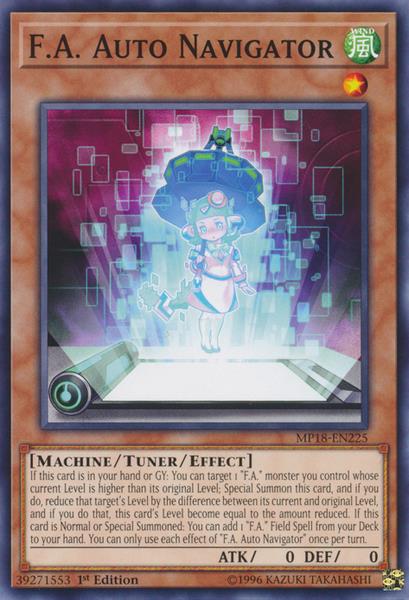 F.A. Auto Navigator
WIND
風
MP18-EN225
[Machine/Tuner/Effect]
If this card is in your hand or GY: You can target 1 "F.A." monster you control whose
current Level is higher than its original Level; Special Summon this card, and if you
do, reduce that target's Level by the difference between its current and original Level,
and if you do that, this card's Level become equal to the amount reduced. If this
card is Normal or Special Summoned: You can add 1 "F.A." Field Spell from your Deck
to your hand. You can only use each effect of "F.A. Auto Navigator" once per turn.
ATK/ 0 DEF/ 0
39271553 1st Edition ©1996 KAZUKI TAKAHASHI